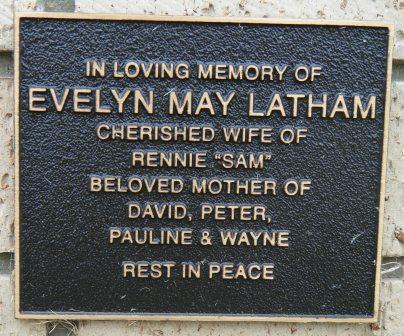 IN LOVING MEMORY OF
EVELYN MAY LATHAM
CHERISHED WIFE OF
RENNIE "SAM"
BELOVED MOTHER OF
DAVID, PETER,
PAULINE & WAYNE
REST IN PEACE